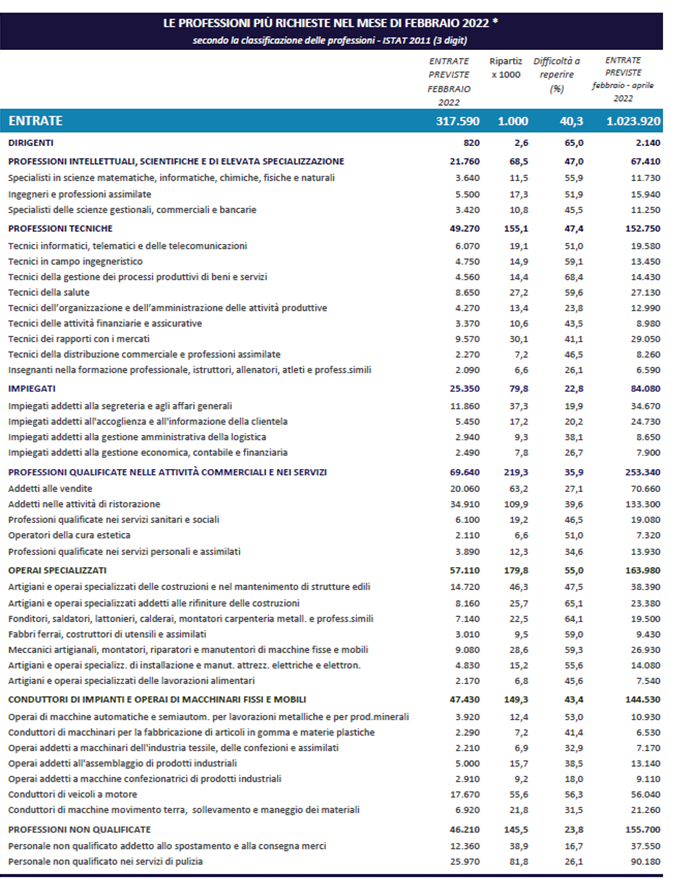 LE PROFESSIONI PIÙ RICHIESTE NEL MESE DI FEBBRAIO 2022 *
secondo la classificazione delle professioni - ISTAT 2011 (3 digit)
ENTRATE PREVISTE FEBBRAIO 2022 Ripartiz x 1000 Difficoltà a reperire (%) ENTRATE PREVISTE febbraio - aprile 2022
ENTRATE 317.590 1.000 40,3 1.023.920
DIRIGENTI 820 2,6 65,0 2.140
PROFESSIONI INTELLETTUALI, SCIENTIFICHE E DI ELEVATA SPECIALIZZAZIONE 21.760 68,5 47,0 67.410
Specialisti in scienze matematiche, informatiche, chimiche, fisiche e naturali 3.640 11,5 55,9 11.730
Ingegneri e professioni assimilate 5.500 17,3 51,9 15.940
Specialisti delle scienze gestionali, commerciali e bancarie 3.420 10,8 45,5 11.250
PROFESSIONI TECNICHE 49.270 155,1 47,4 152.750
Tecnici informatici, telematici e delle telecomunicazioni 6.070 19,1 51,0 19.580
Tecnici in campo ingegneristico 4.750 14,9 59,1 13.450
Tecnici della gestione dei processi produttivi di beni e servizi 4.560 14,4 68,4 14.430
Tecnici della salute 8.650 27,2 59,6 27.130
Tecnici dell'organizzazione e dell'amministrazione delle attività produttive 4.270 13,4 23,8 12.990
Tecnici delle attività finanziarie e assicurative 3.370 10,6 43,5 8.980
Tecnici dei rapporti con i mercati 9.570 30,1 41,1 29.050
Tecnici della distribuzione commerciale e professioni assimilate 2.270 7,2 46,5 8.260
Insegnanti nella formazione professionale, istruttori, allenatori, atleti e profess.simili 2.090 6,6 26,1 6.590
IMPIEGATI 25.350 79,8 22,8 84.080
Impiegati addetti alla segreteria e agli affari generali 11.860 37,3 19,9 34.670
Impiegati addetti all'accoglienza e all'informazione della clientela 5.450 17,2 20,2 24.730
Impiegati addetti alla gestione amministrativa della logistica 2.940 9,3 38,1 8.650
Impiegati addetti alla gestione economica, contabile e finanziaria 2.490 7,8 26,7 7.900
PROFESSIONI QUALIFICATE NELLE ATTIVITÀ COMMERCIALI E NEI SERVIZI 69.640 219,3 35,9 253.340
Addetti alle vendite 20.060 63,2 27,1 70.660
Addetti nelle attività di ristorazione 34.910 109,9 39,6 133.300
Professioni qualificate nei servizi sanitari e sociali 6.100 19,2 46,5 19.080
Operatori della cura estetica 2.110 6,6 51,0 7.320
Professioni qualificate nei servizi personali e assimilati 3.890 12,3 34,6 13.930
OPERAI SPECIALIZZATI 57.110 179,8 55,0 163.980
Artigiani e operai specializzati delle costruzioni e nel mantenimento di strutture edili 14.720 46,3 47,5 38.390
Artigiani e operai specializzati addetti alle rifiniture delle costruzioni 8.160 25,7 65,1 23.380
Fonditori, saldatori, lattonieri, calderai, montatori carpenteria metall. e profess.simili 7.140 22,5 64,1 19.500
Fabbri ferrai, costruttori di utensili e assimilati 3.010 9,5 59,0 9.430
Meccanici artigianali, montatori, riparatori e manutentori di macchine fisse e mobili 9.080 28,6 59,3 26.930
Artigiani e operai specializz. di installazione e manut. attrezz. elettriche e elettron. 4.830 15,2 55,6 14.080
Artigiani e operai specializzati delle lavorazioni alimentari 2.170 6,8 45,6 7.540
CONDUTTORI DI IMPIANTI E OPERAI DI MACCHINARI FISSI E MOBILI 47.430 149,3 43,4 144.530
Operai di macchine automatiche e semiautom. per lavorazioni metalliche e per prod.minerali 3.920 12,4 53,0 10.930
Conduttori di macchinari per la fabbricazione di articoli in gomma e materie plastiche 2.290 7,2 41,4 6.530
Operai addetti a macchinari dell'industria tessile, delle confezioni e assimilati 2.210 6,9 32,9 7.170
Operai addetti all'assemblaggio di prodotti industriali 5.000 15,7 38,5 13.140
Operai addetti a macchine confezionatrici di prodotti industriali 2.910 9,2 18,0 9.110
Conduttori di veicoli a motore 17.670 55,6 56,3 56.040
Conduttori di macchine movimento terra, sollevamento e maneggio dei materiali 6.920 21,8 31,5 21.260
PROFESSIONI NON QUALIFICATE 46.210 145,5 23,8 155.700
Personale non qualificato addetto allo spostamento e alla consegna merci 12.360 38,9 16,7 37.550
Personale non qualificato nei servizi di pulizia 25.970 81,8 26,1 90.180